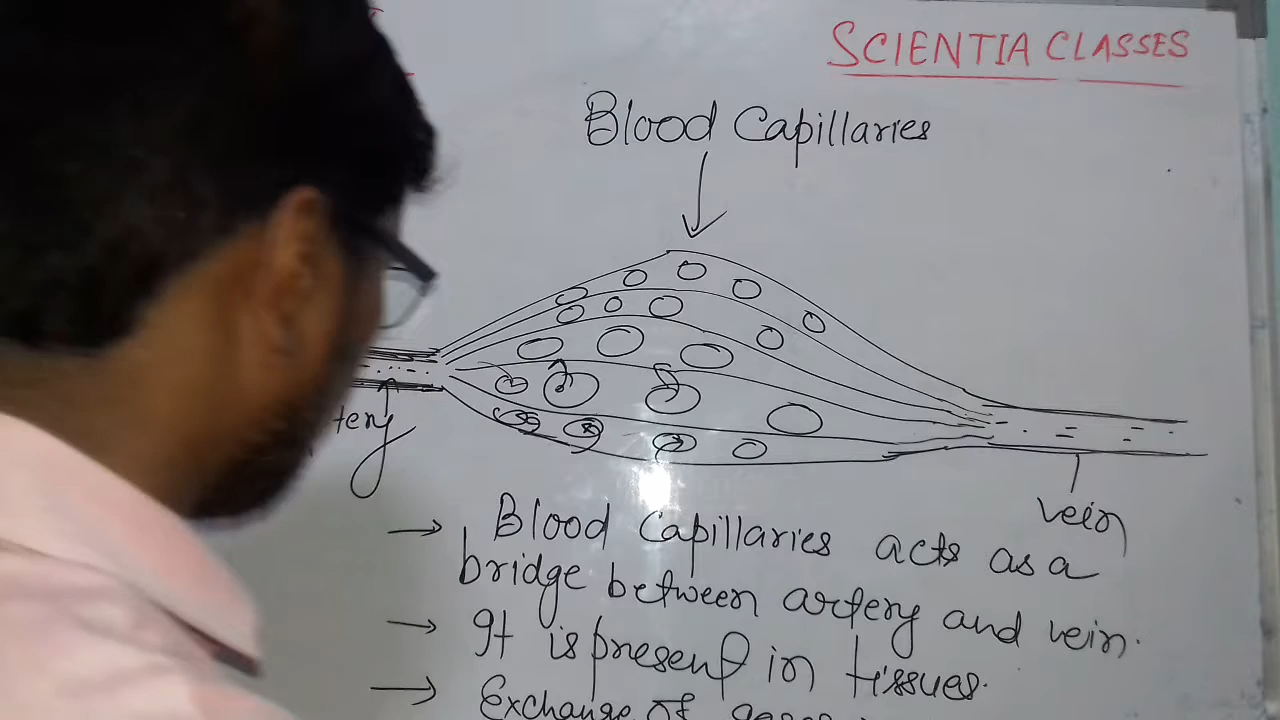 SCIENTIA CLASSES
Blood Capillaries
vein
→ Blood Capillaries acts as a
bridge between artery and vein.
→ It is present in tissues.
→ Exchange of